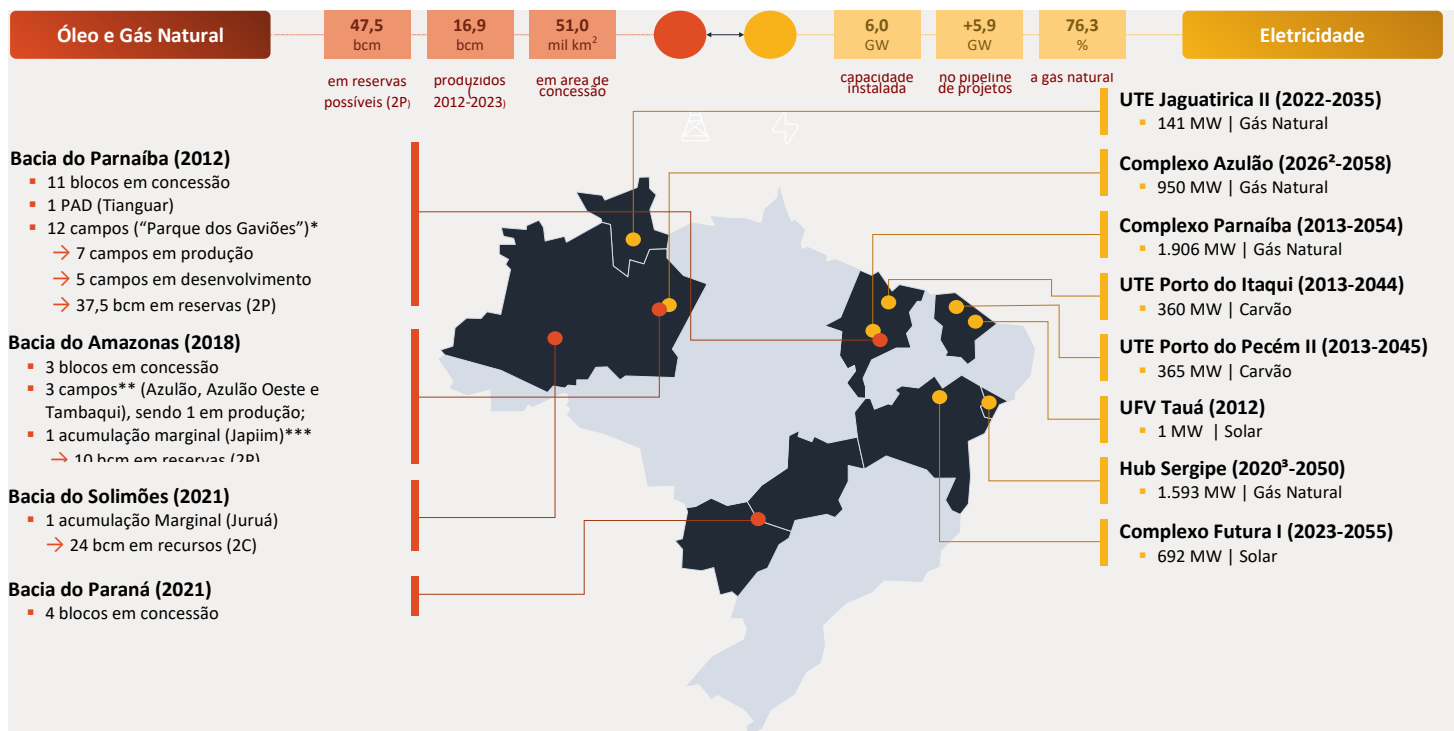 Óleo e Gás Natural
47,5
bcm
em reservas
possíveis (2P)
16,9
bcm
produzidos
(
2012-2023)
51,0
mil km²
em área de
concessão
6,0
GW
capacidade
instalada
+5,9
GW
no pipeline
de projetos
76,3
%
a gás natural
Eletricidade
Bacia do Parnaíba (2012)
▪ 11 blocos em concessão
▪ 1 PAD (Tianguar)
▪ 12 campos (“Parque dos Gaviões”)*
→ 7 campos em produção
→ 5 campos em desenvolvimento
→ 37,5 bcm em reservas (2P)
Bacia do Amazonas (2018)
▪ 3 blocos em concessão
▪ 3 campos** (Azulão, Azulão Oeste e
Tambaqui), sendo 1 em produção;
▪ 1 acumulação marginal (Japiim)***
→ 10 bcm em reservas (2P)
Bacia do Solimões (2021)
▪ 1 acumulação Marginal (Juruá)
→ 24 bcm em recursos (2C)
Bacia do Paraná (2021)
▪ 4 blocos em concessão
UTE Jaguatirica II (2022-2035)
▪ 141 MW | Gás Natural
Complexo Azulão (2026²-2058)
▪ 950 MW | Gás Natural
Complexo Parnaíba (2013-2054)
▪ 1.906 MW | Gás Natural
UTE Porto do Itaqui (2013-2044)
▪ 360 MW | Carvão
UTE Porto do Pecém II (2013-2045)
▪ 365 MW | Carvão
UFV Tauá (2012)
▪ 1 MW | Solar
Hub Sergipe (2020³-2050)
▪ 1.593 MW | Gás Natural
Complexo Futura I (2023-2055)
▪ 692 MW | Solar